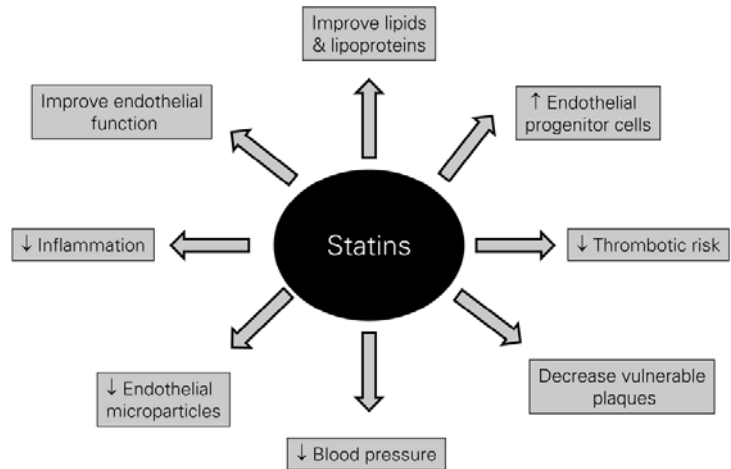 Improve lipids
& lipoproteins
Improve endothelial
function
↑ Endothelial
progenitor cells
↓ Inflammation
Statins
↓ Thrombotic risk
↓ Endothelial
microparticles
Decrease vulnerable
plaques
↓ Blood pressure